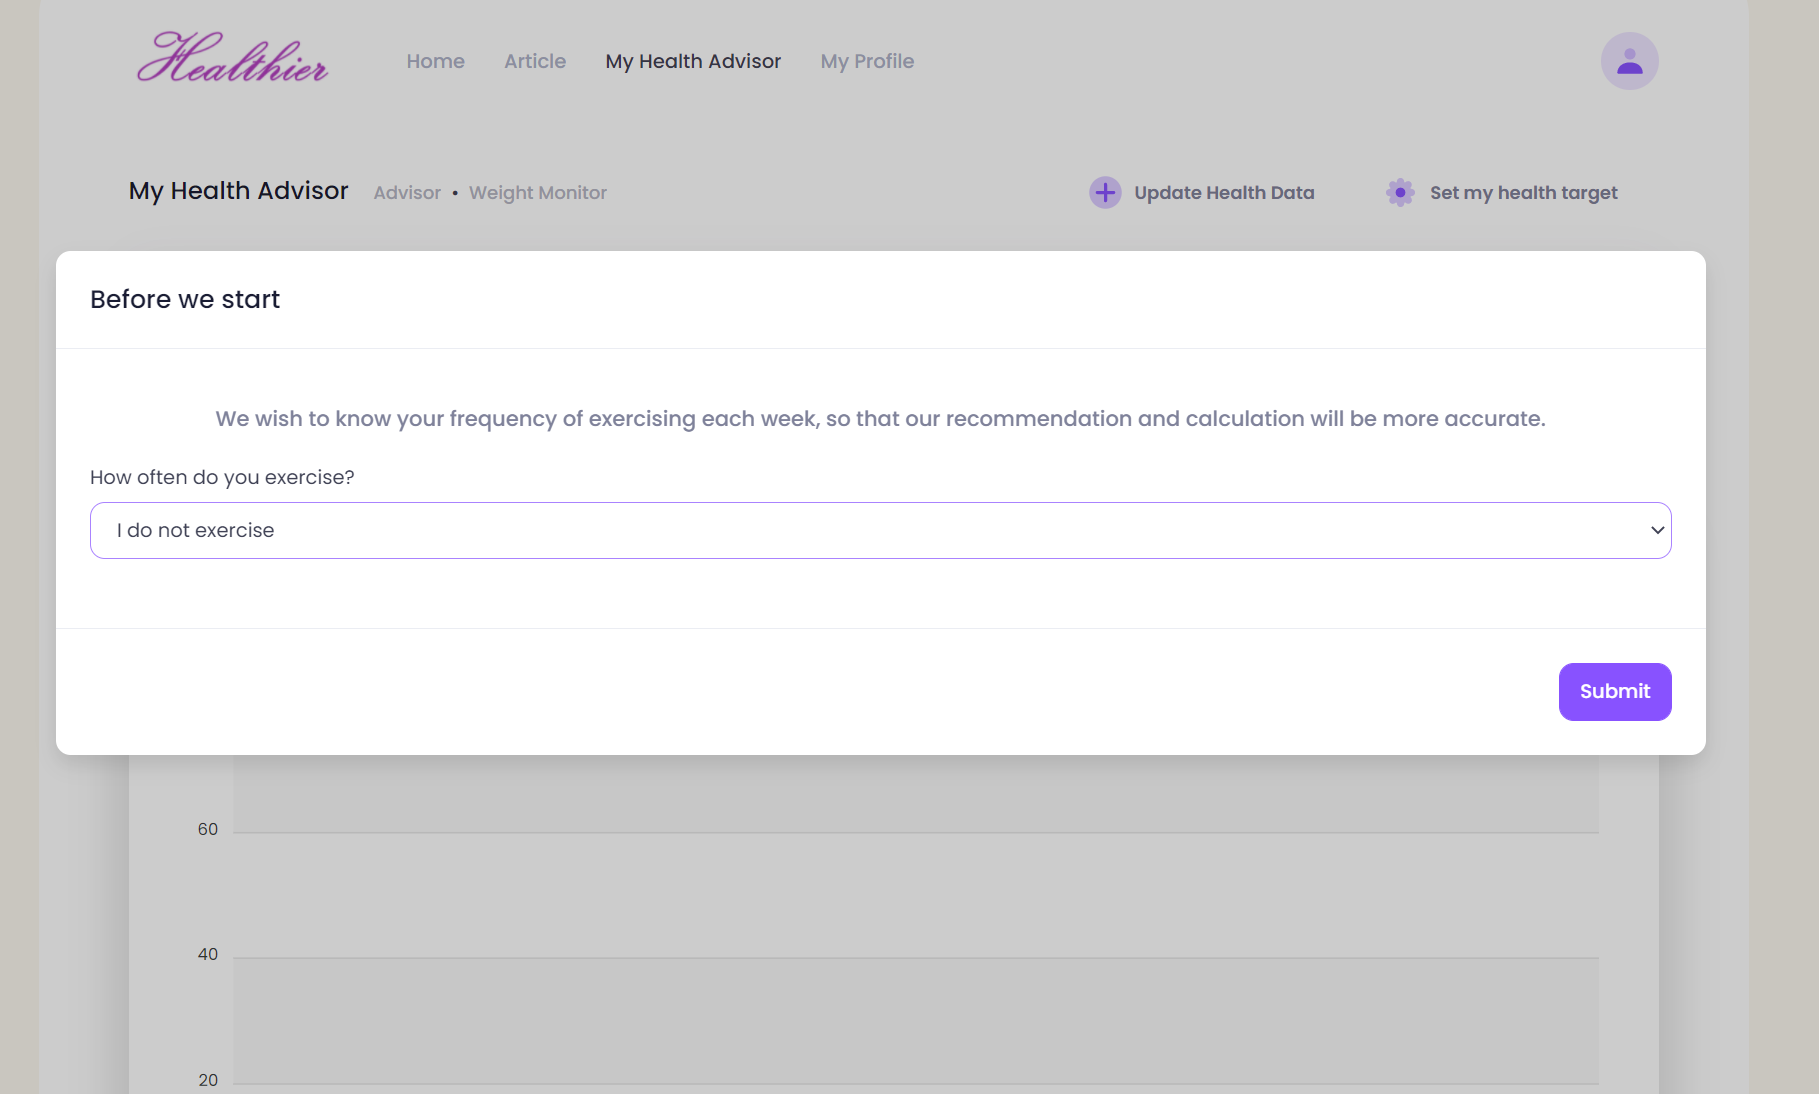 Healthier Home Article My Health Advisor My Profile
My Health Advisor Advisor • Weight Monitor Update Health Data Set my health target
Before we start
We wish to know your frequency of exercising each week, so that our recommendation and calculation will be more accurate.
How often do you exercise?
I do not exercise
Submit
60
40
20